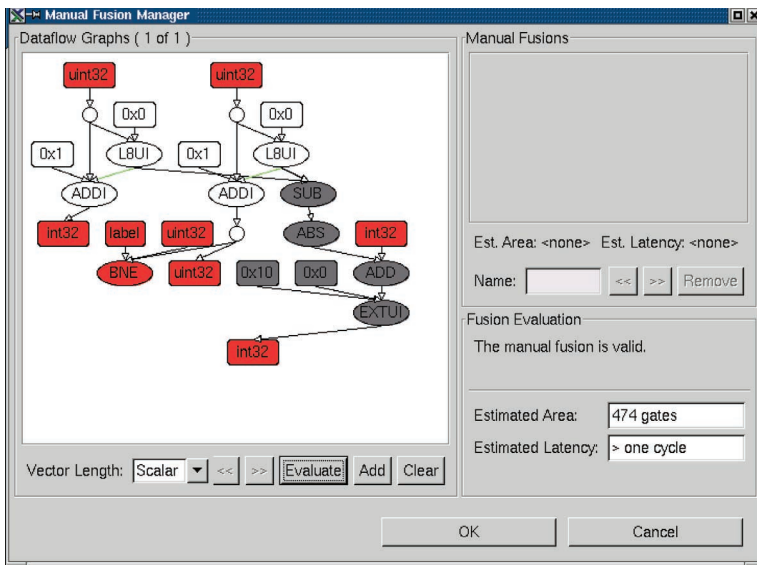 Manual Fusion Manager
Dataflow Graphs ( 1 of 1 )
uint32 uint32
0x0 0x0
0x1 L8UI 0x1 L8UI
ADDI ADDI SUB
int32 label uint32 ABS int32
BNE uint32 0x10 0x0 ADD
EXTUI
int32
Vector Length: Scalar << >> Evaluate Add Clear
Manual Fusions
Est. Area: <none> Est. Latency: <none>
Name: << >> Remove
Fusion Evaluation
The manual fusion is valid.
Estimated Area: 474 gates
Estimated Latency: > one cycle
OK Cancel